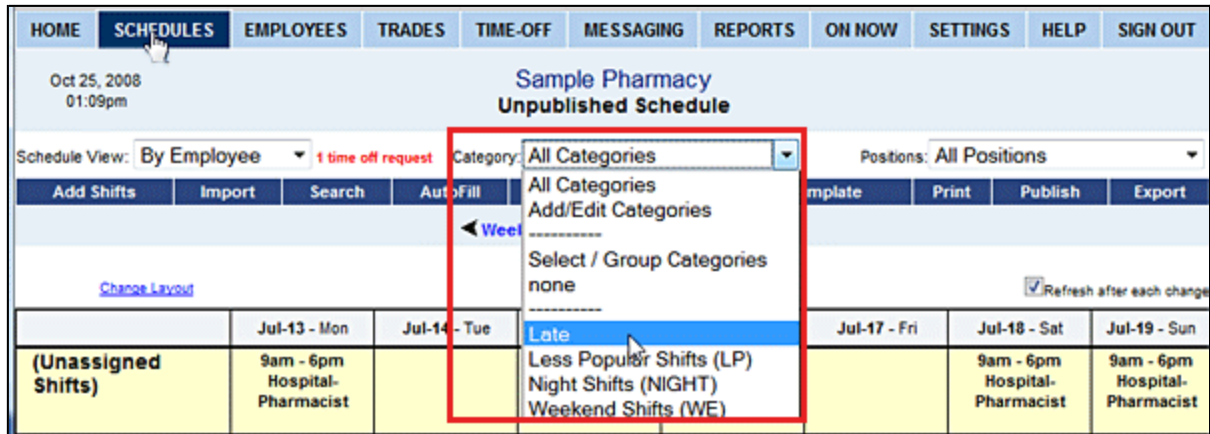 HOME SCHEDULES EMPLOYEES TRADES TIME-OFF MESSAGING REPORTS ON NOW SETTINGS HELP SIGN OUT
Oct 25, 2008
01:09pm
Sample Pharmacy
Unpublished Schedule
Schedule View: By Employee 1 time off request Category: All Categories Positions: All Positions
Add Shifts Import Search AutoFill mplate Print Publish Export
All Categories
Add/Edit Categories
----------
Select / Group Categories
none
----------
Late
Less Popular Shifts (LP)
Night Shifts (NIGHT)
Weekend Shifts (WE)
Week
Change Layout
Refresh after each change
Jul-13 - Mon Jul-14 - Tue Jul-17 - Fri Jul-18 - Sat Jul-19 - Sun
(Unassigned
Shifts)
9am - 6pm
Hospital-
Pharmacist
9am - 6pm
Hospital-
Pharmacist
9am - 6pm
Hospital-
Pharmacist